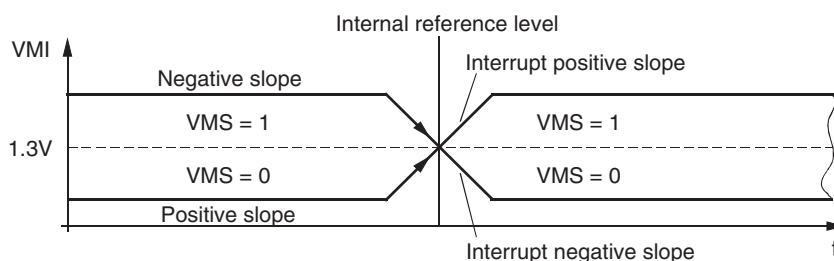 Internal reference level
VMI
Negative slope
Interrupt positive slope
VMS = 1
VMS = 1
1.3V
VMS = 0
VMS = 0
Positive slope
Interrupt negative slope
t